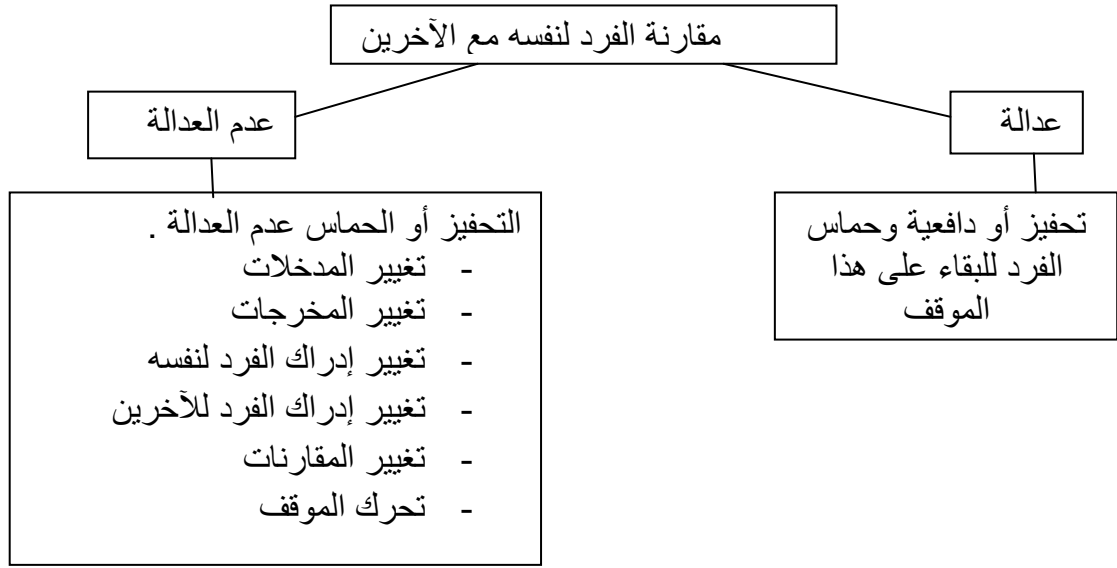 مقارنة الفرد لنفسه مع الآخرين
عدالة
عدم العدالة
تحفيز أو دافعية وحماس
الفرد للبقاء على هذا
الموقف
التحفيز أو الحماس عدم العدالة .
- تغيير المدخلات
- تغيير المخرجات
- تغيير إدراك الفرد لنفسه
- تغيير إدراك الفرد للآخرين
- تغيير المقارنات
- تحرك الموقف